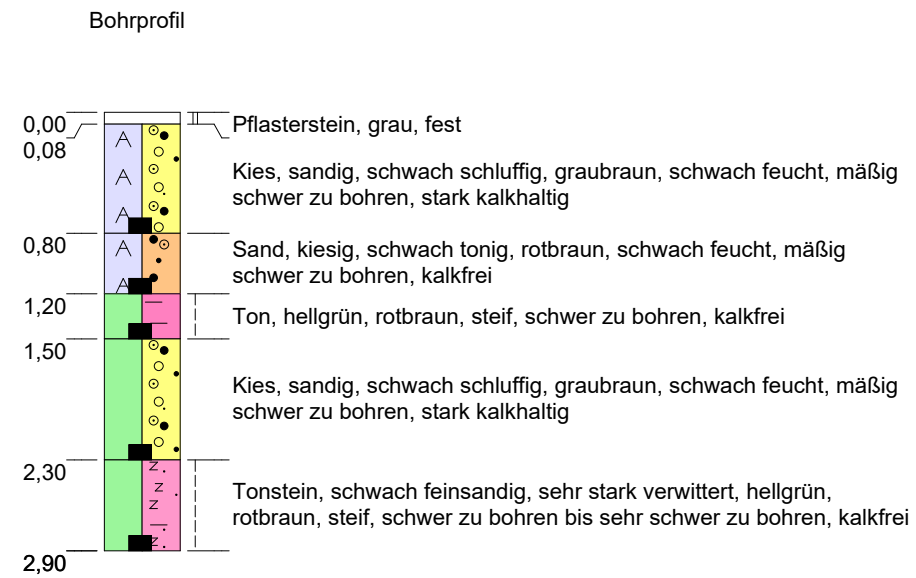 Bohrprofil
0,00
Pflasterstein, grau, fest
0,08
Kies, sandig, schwach schluffig, graubraun, schwach feucht, mäßig
schwer zu bohren, stark kalkhaltig
0,80
Sand, kiesig, schwach tonig, rotbraun, schwach feucht, mäßig
schwer zu bohren, kalkfrei
1,20
Ton, hellgrün, rotbraun, steif, schwer zu bohren, kalkfrei
1,50
Kies, sandig, schwach schluffig, graubraun, schwach feucht, mäßig
schwer zu bohren, stark kalkhaltig
2,30
Tonstein, schwach feinsandig, sehr stark verwittert, hellgrün,
rotbraun, steif, schwer zu bohren bis sehr schwer zu bohren, kalkfrei
2,90